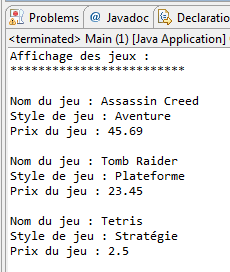 Problems @ Javadoc Declaratio
<terminated> Main (1) [Java Application]
Affichage des jeux :
*************************
Nom du jeu : Assassin Creed
Style de jeu : Aventure
Prix du jeu : 45.69
Nom du jeu : Tomb Raider
Style de jeu : Plateforme
Prix du jeu : 23.45
Nom du jeu : Tetris
Style de jeu : Stratégie
Prix du jeu : 2.5